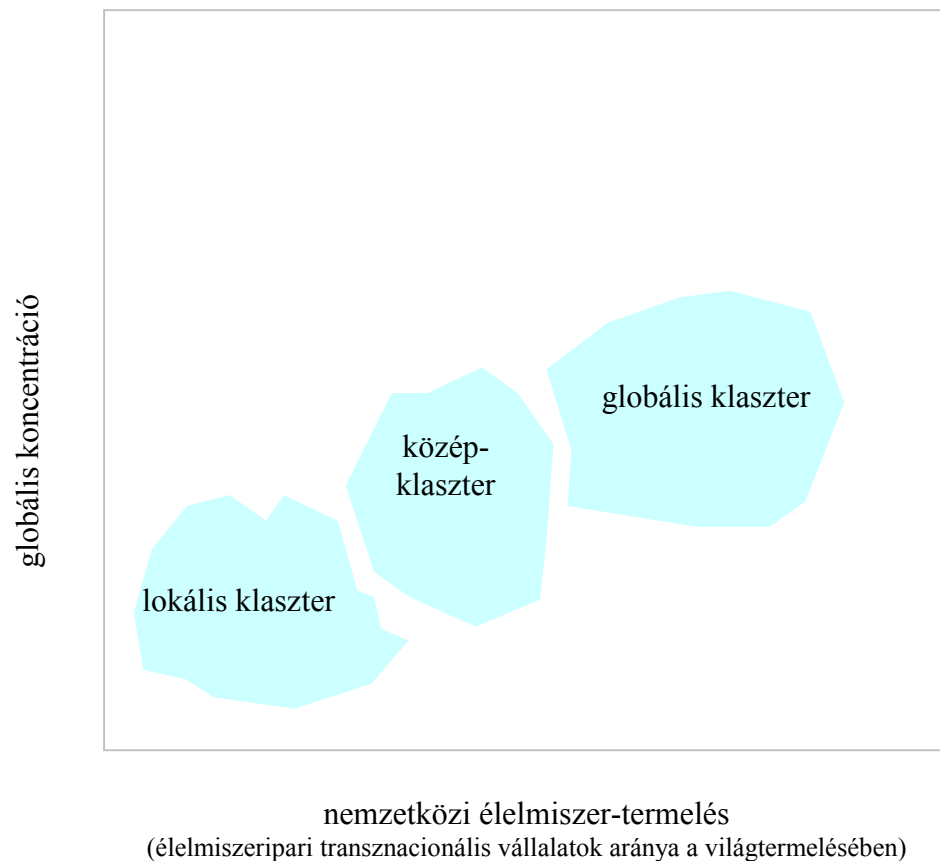 globális koncentráció
globális klaszter
közép-
klaszter
lokális klaszter
nemzetközi élelmiszer-termelés
(élelmiszeripari transznacionális vállalatok aránya a világtermelésében)